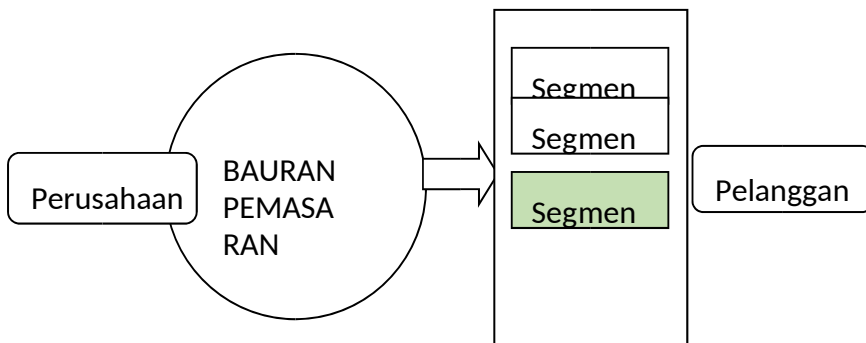 Perusahaan
BAURAN
PEMASA
RAN
Segmen
Segmen
Segmen
Pelanggan